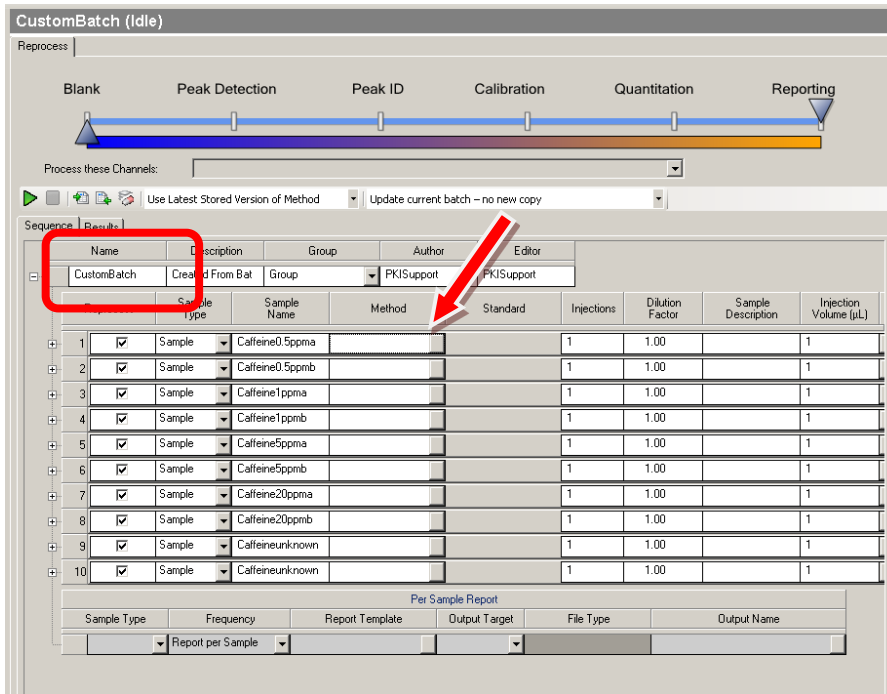 CustomBatch (Idle)
Reprocess
Blank Peak Detection Peak ID Calibration Quantitation Reporting
Process these Channels:
Use Latest Stored Version of Method Update current batch – no new copy
Sequence Results
Name Description Group Author Editor
CustomBatch Created From Bat Group PKISupport PKISupport
Sample Type Sample Name Method Standard Injections Dilution Factor Sample Description Injection Volume (µL)
1 Sample Caffeine0.5ppma 1 1.00 1
2 Sample Caffeine0.5ppmb 1 1.00 1
3 Sample Caffeine1ppma 1 1.00 1
4 Sample Caffeine1ppmb 1 1.00 1
5 Sample Caffeine5ppma 1 1.00 1
6 Sample Caffeine5ppmb 1 1.00 1
7 Sample Caffeine20ppma 1 1.00 1
8 Sample Caffeine20ppmb 1 1.00 1
9 Sample Caffeineunknown 1 1.00 1
10 Sample Caffeineunknown 1 1.00 1
Per Sample Report
Sample Type Frequency Report Template Output Target File Type Output Name
Report per Sample